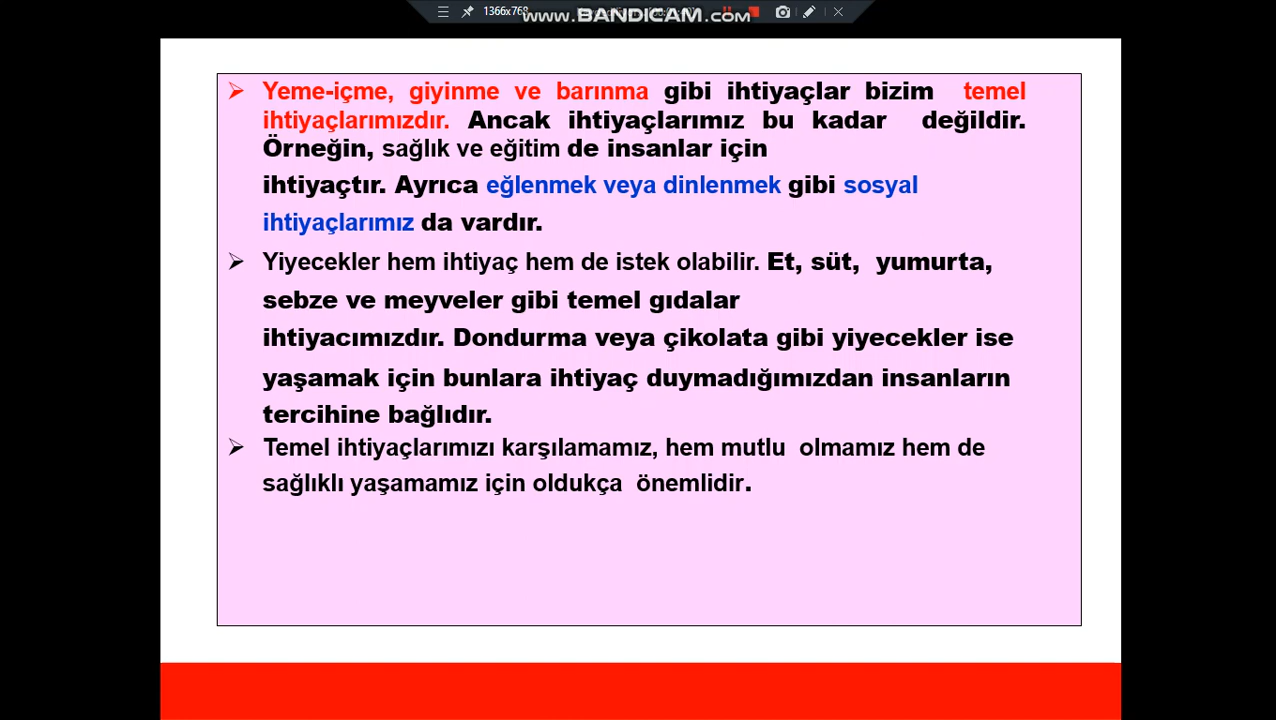 1366x768
www.BANDICAM.com
Yeme-içme, giyinme ve barınma gibi ihtiyaçlar bizim temel
ihtiyaçlarımızdır. Ancak ihtiyaçlarımız bu kadar değildir.
Örneğin, sağlık ve eğitim de insanlar için
ihtiyaçtır. Ayrıca eğlenmek veya dinlenmek gibi sosyal
ihtiyaçlarımız da vardır.
Yiyecekler hem ihtiyaç hem de istek olabilir. Et, süt, yumurta,
sebze ve meyveler gibi temel gıdalar
ihtiyacımızdır. Dondurma veya çikolata gibi yiyecekler ise
yaşamak için bunlara ihtiyaç duymadığımızdan insanların
tercihine bağlıdır.
Temel ihtiyaçlarımızı karşılamamız, hem mutlu olmamız hem de
sağlıklı yaşamamız için oldukça önemlidir.